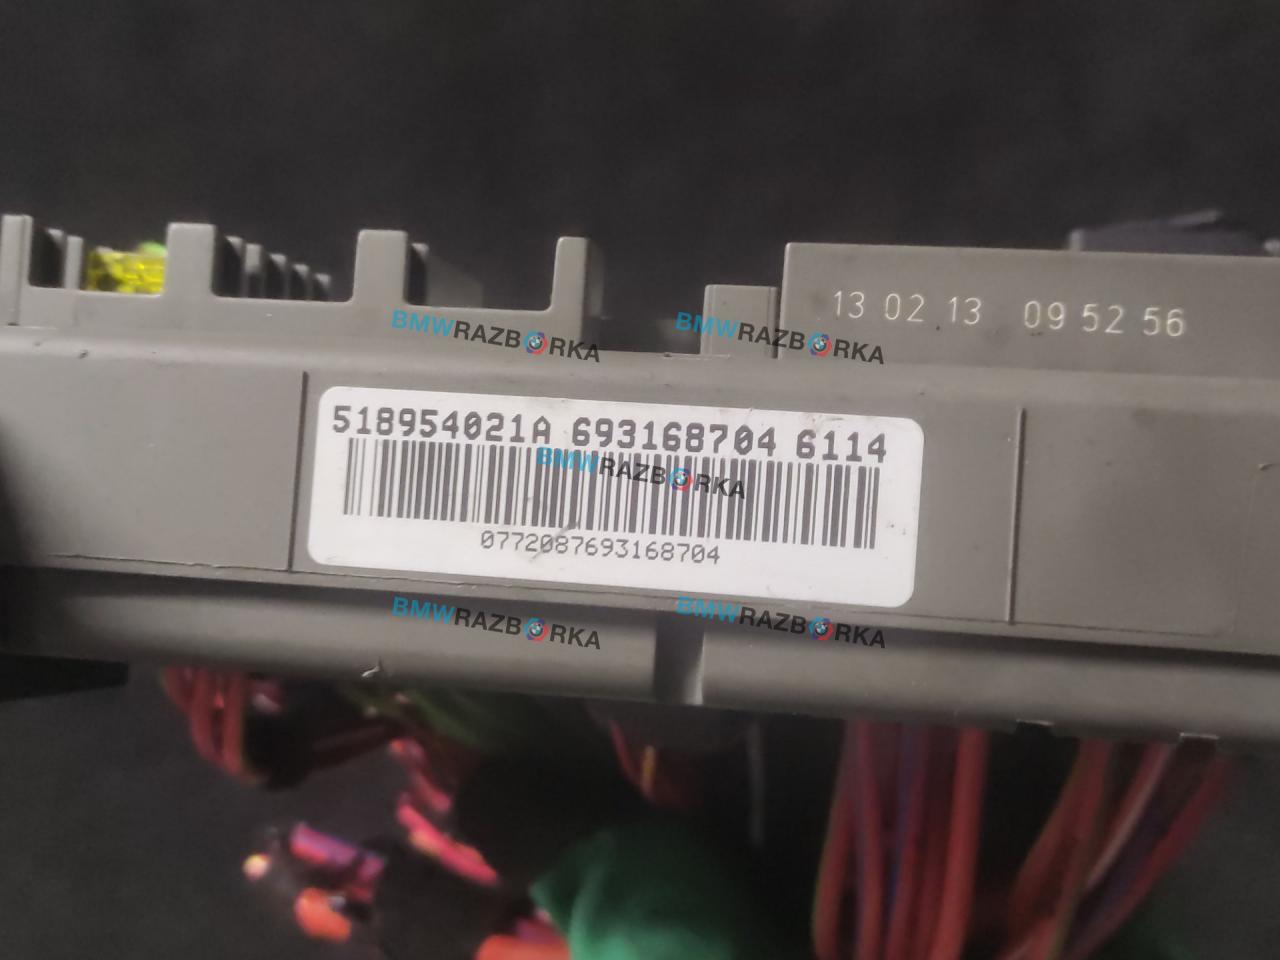 13 02 13 09 52 56
BMWRAZBORKA BMWRAZBORKA
518954021A 693168704 6114
BMWRAZBORKA
0772087693168704
BMWRAZBORKA BMWRAZBORKA